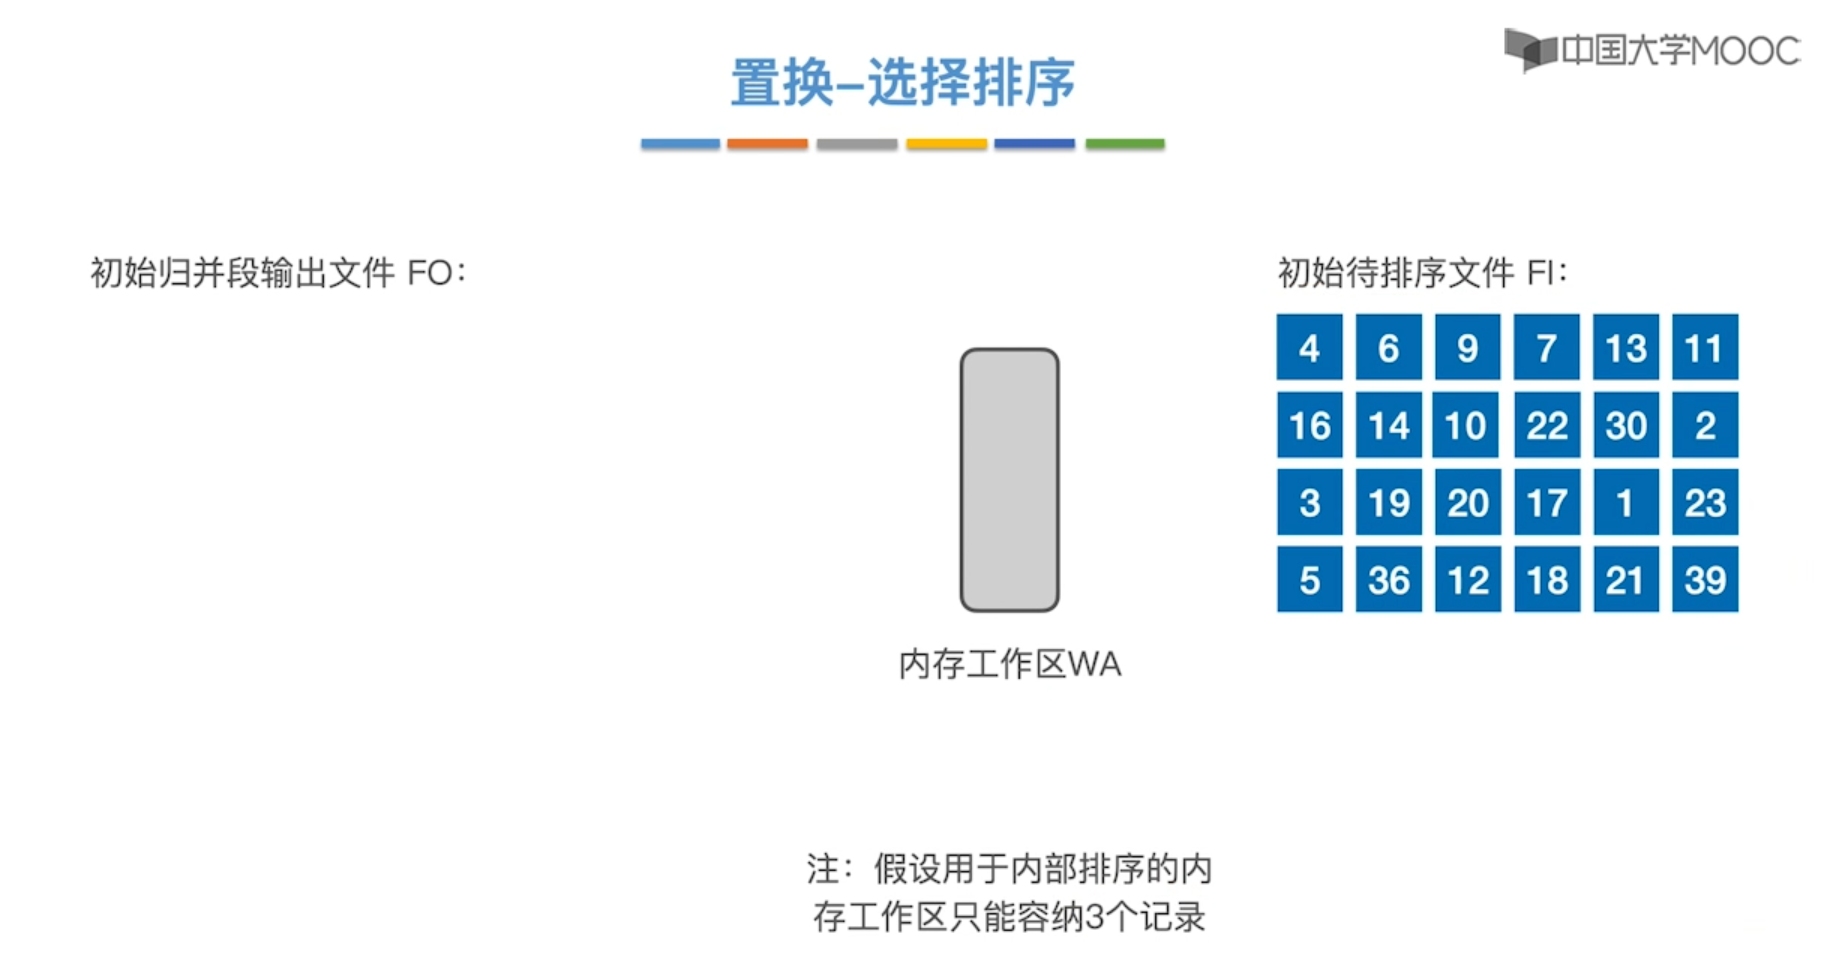 中国大学MOOC
置换–选择排序
初始归并段输出文件 FO：
初始待排序文件 FI：
4 6 9 7 13 11
16 14 10 22 30 2
3 19 20 17 1 23
5 36 12 18 21 39
内存工作区WA
注：假设用于内部排序的内
存工作区只能容纳3个记录